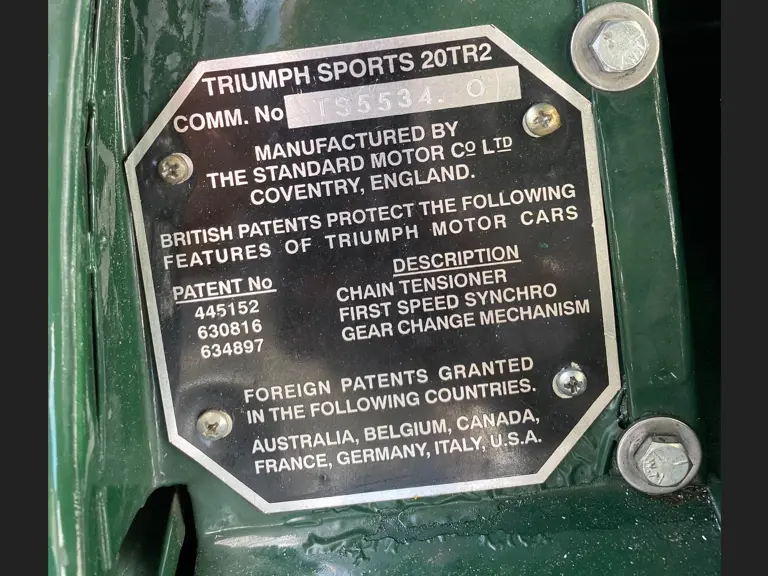 TRIUMPH SPORTS 20TR2
COMM. No TS5534. O
MANUFACTURED BY
THE STANDARD MOTOR Co LTD
COVENTRY, ENGLAND.
BRITISH PATENTS PROTECT THE FOLLOWING
FEATURES OF TRIUMPH MOTOR CARS
PATENT No DESCRIPTION
445152 CHAIN TENSIONER
630816 FIRST SPEED SYNCHRO
634897 GEAR CHANGE MECHANISM
FOREIGN PATENTS GRANTED
IN THE FOLLOWING COUNTRIES.
AUSTRALIA, BELGIUM, CANADA,
FRANCE, GERMANY, ITALY, U.S.A.